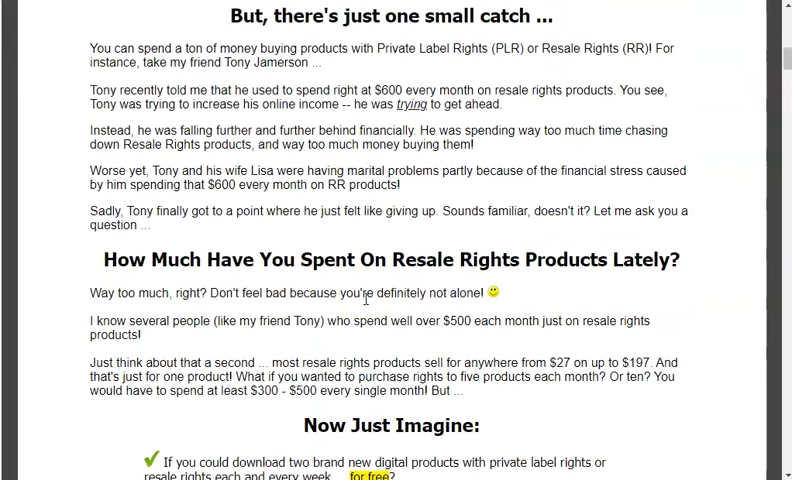 But, there's just one small catch ...
You can spend a ton of money buying products with Private Label Rights (PLR) or Resale Rights (RR)! For
instance, take my friend Tony Jamerson ...
Tony recently told me that he used to spend right at $600 every month on resale rights products. You see,
Tony was trying to increase his online income -- he was trying to get ahead.
Instead, he was falling further and further behind financially. He was spending way too much time chasing
down Resale Rights products, and way too much money buying them!
Worse yet, Tony and his wife Lisa were having marital problems partly because of the financial stress caused
by him spending that $600 every month on RR products!
Sadly, Tony finally got to a point where he just felt like giving up. Sounds familiar, doesn't it? Let me ask you a
question ...
How Much Have You Spent On Resale Rights Products Lately?
Way too much, right? Don't feel bad because you're definitely not alone!
I know several people (like my friend Tony) who spend well over $500 each month just on resale rights
products!
Just think about that a second ... most resale rights products sell for anywhere from $27 on up to $197. And
that's just for one product! What if you wanted to purchase rights to five products each month? Or ten? You
would have to spend at least $300 - $500 every single month! But ...
Now Just Imagine:
If you could download two brand new digital products with private label rights or
resale rights each and every week ... for free?